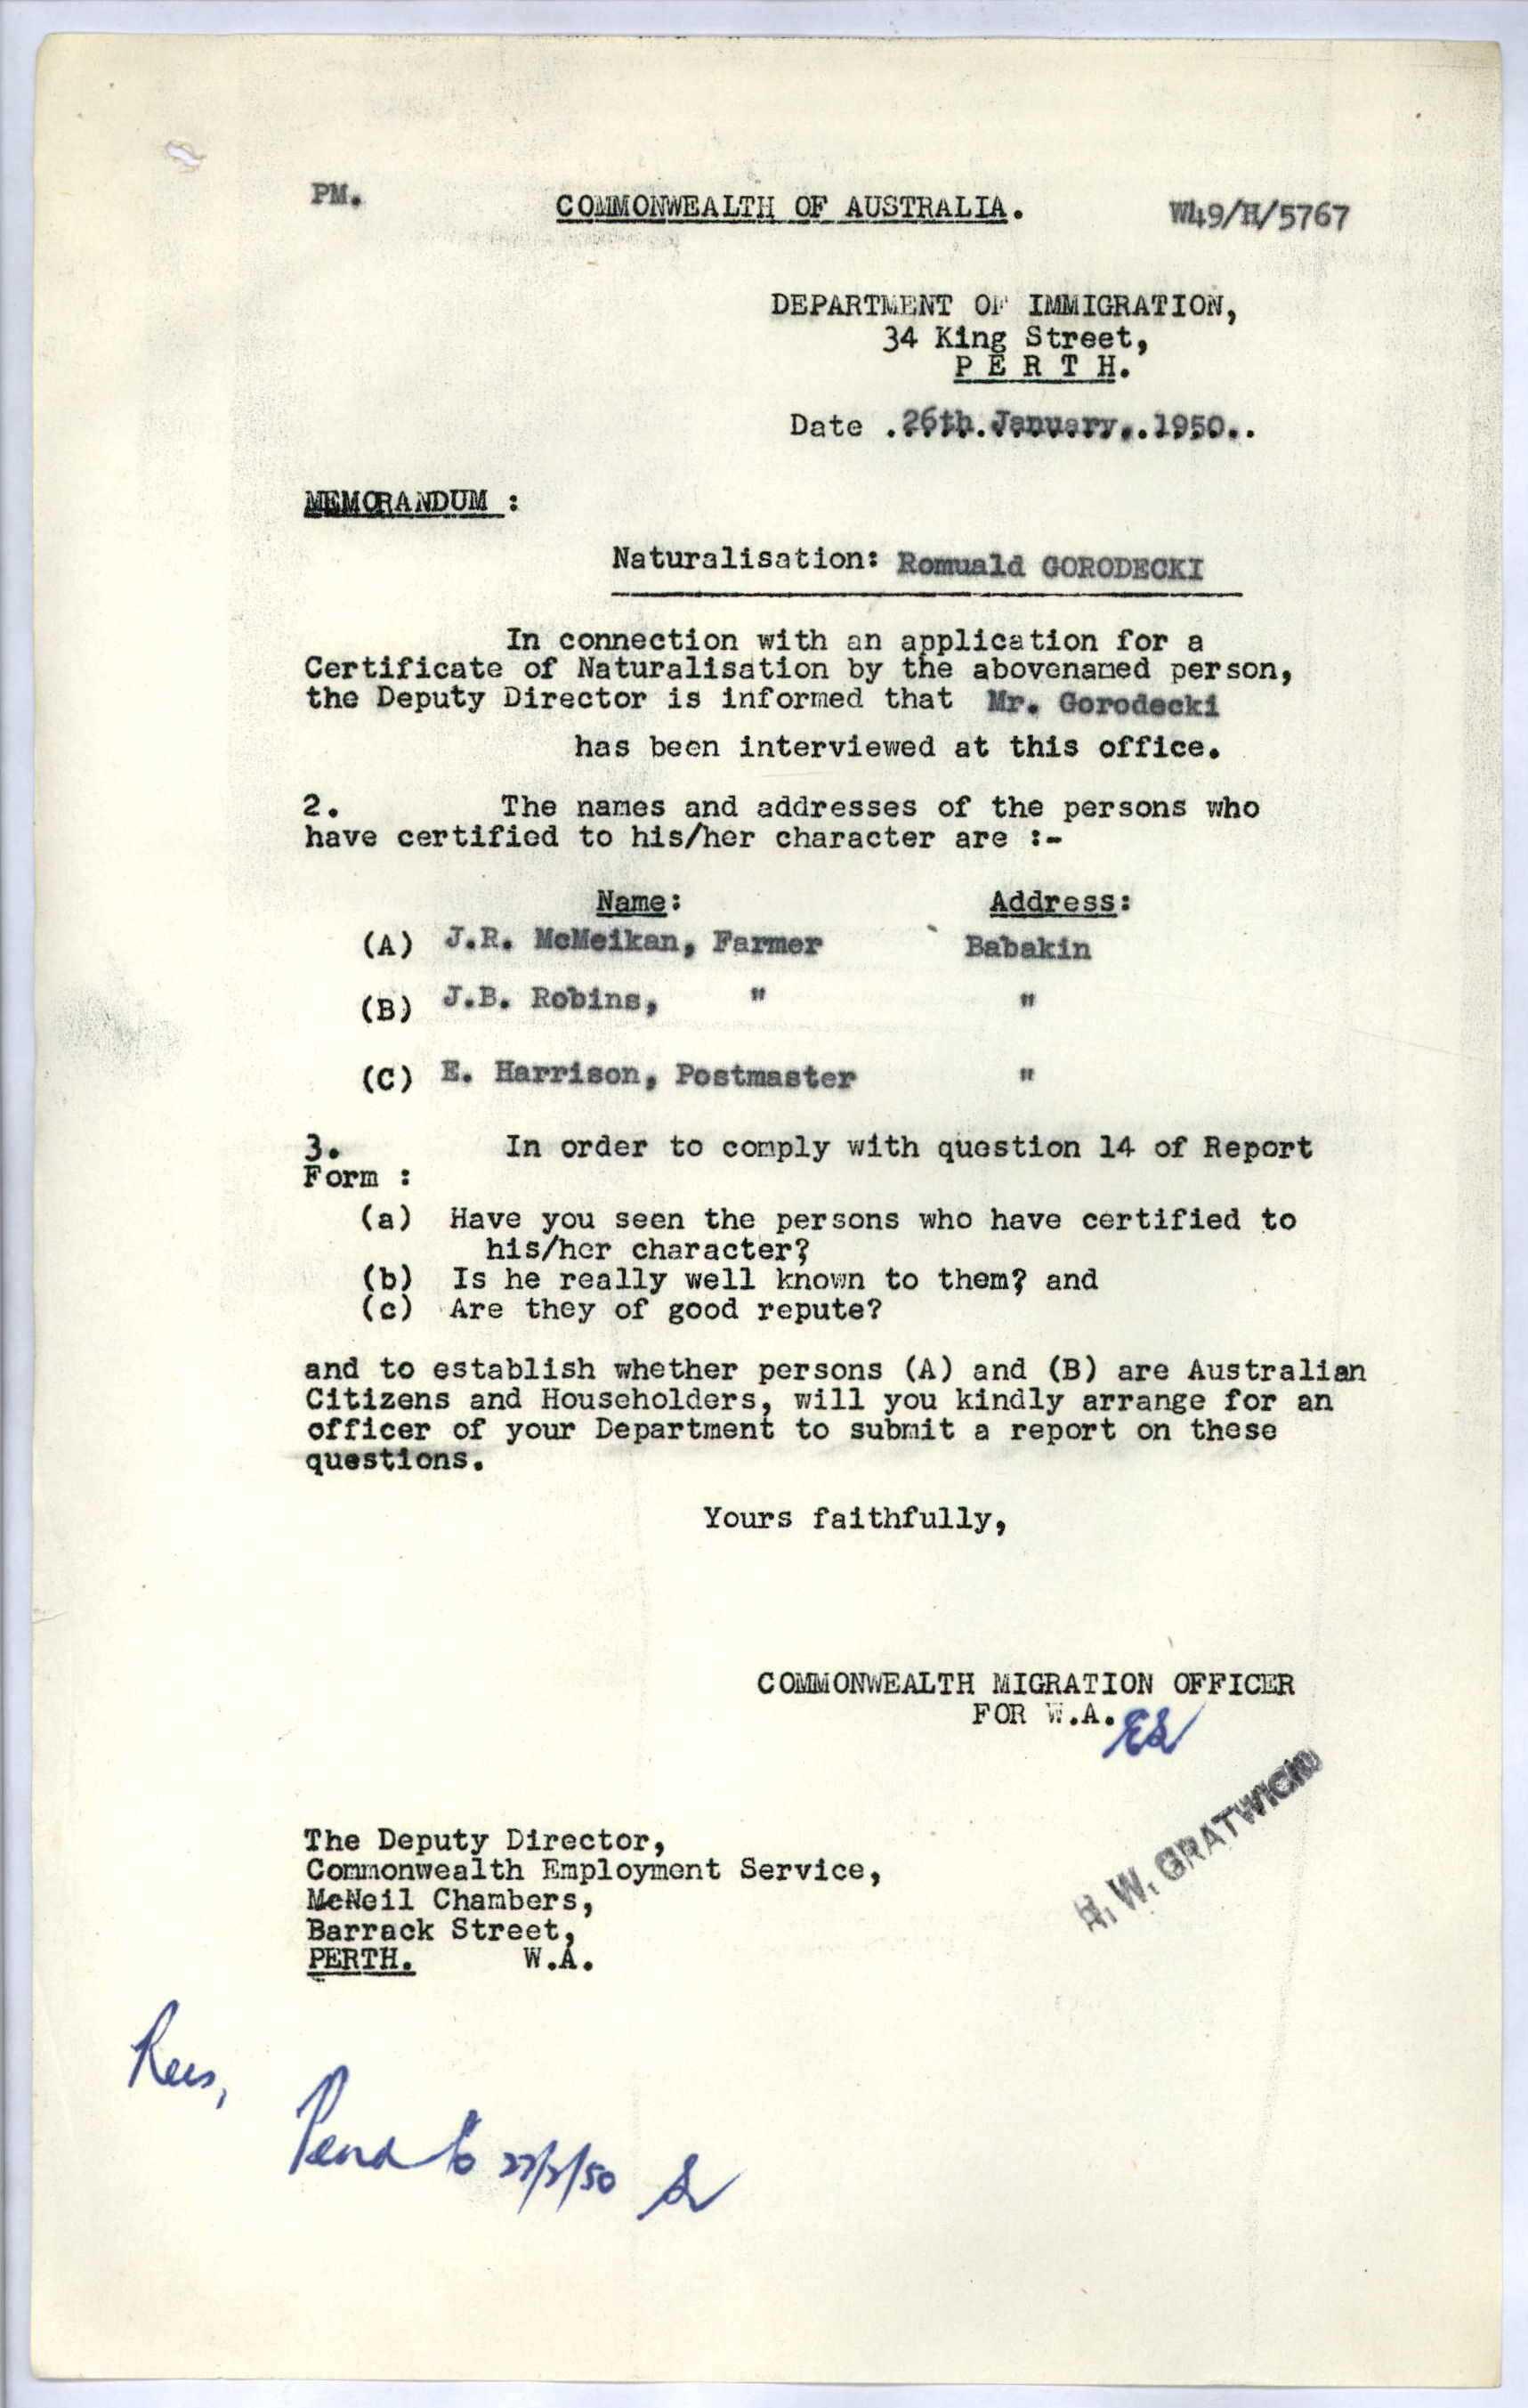 PM.
COMMONWEALTH OF AUSTRALIA.
W49/H/5767
DEPARTMENT OF IMMIGRATION,
34 King Street,
P E R T H.
Date .26th.January..1950..
MEMORANDUM :
Naturalisation: Romuald GORODECKI
In connection with an application for a
Certificate of Naturalisation by the abovenamed person,
the Deputy Director is informed that Mr. Gorodecki
has been interviewed at this office.
2. The names and addresses of the persons who
have certified to his/her character are :-
Name: Address:
(A) J.R. McMeikan, Farmer Babakin
(B) J.B. Robins, " "
(C) E. Harrison, Postmaster "
3. In order to comply with question 14 of Report
Form :
(a) Have you seen the persons who have certified to
his/her character?
(b) Is he really well known to them? and
(c) Are they of good repute?
and to establish whether persons (A) and (B) are Australian
Citizens and Householders, will you kindly arrange for an
officer of your Department to submit a report on these
questions.
Yours faithfully,
COMMONWEALTH MIGRATION OFFICER
FOR W.A.
H. W. GRATWICK
The Deputy Director,
Commonwealth Employment Service,
McNeil Chambers,
Barrack Street,
PERTH. W.A.